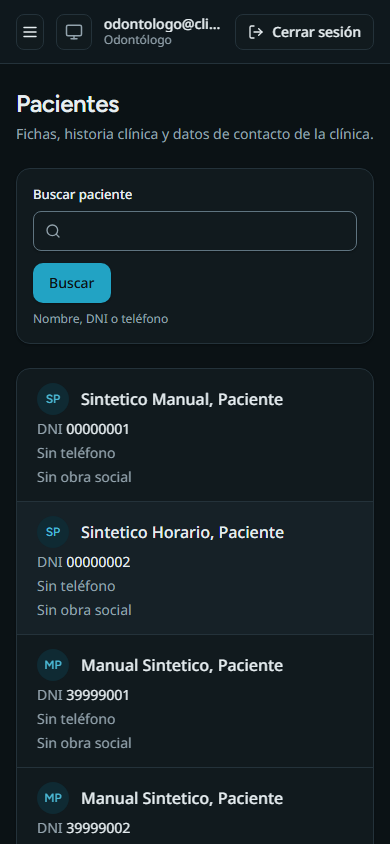 odontologo@cli...
Odontólogo
Cerrar sesión
Pacientes
Fichas, historia clínica y datos de contacto de la clínica.
Buscar paciente
Buscar
Nombre, DNI o teléfono
SP Sintetico Manual, Paciente
DNI 00000001
Sin teléfono
Sin obra social
SP Sintetico Horario, Paciente
DNI 00000002
Sin teléfono
Sin obra social
MP Manual Sintetico, Paciente
DNI 39999001
Sin teléfono
Sin obra social
MP Manual Sintetico, Paciente
DNI 39999002